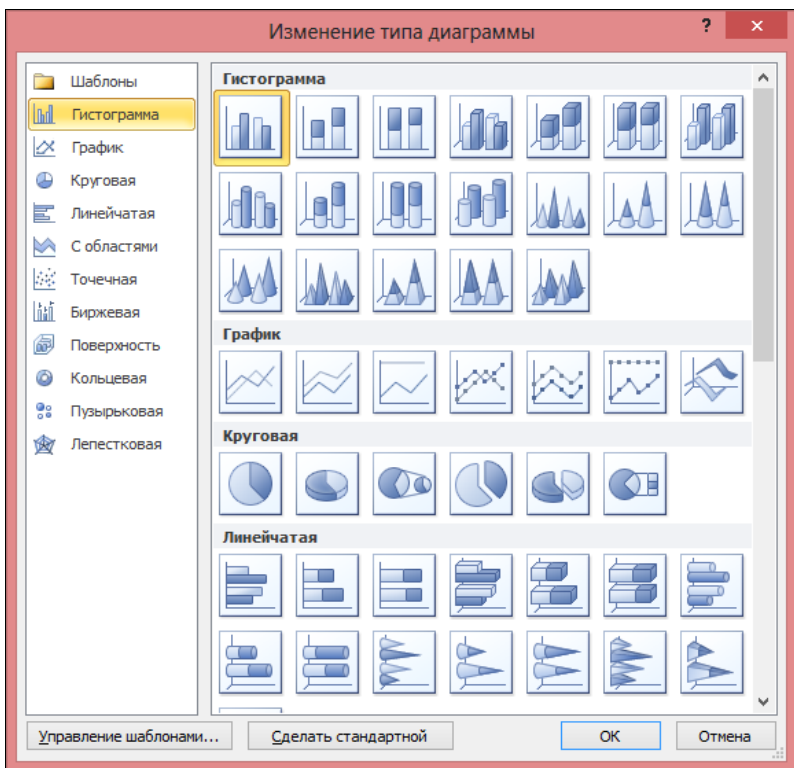 Изменение типа диаграммы
?
Шаблоны
Гистограмма
График
Круговая
Линейчатая
С областями
Точечная
Биржевая
Поверхность
Кольцевая
Пузырьковая
Лепестковая
Гистограмма
График
Круговая
Линейчатая
Управление шаблонами...
Сделать стандартной
ОК
Отмена